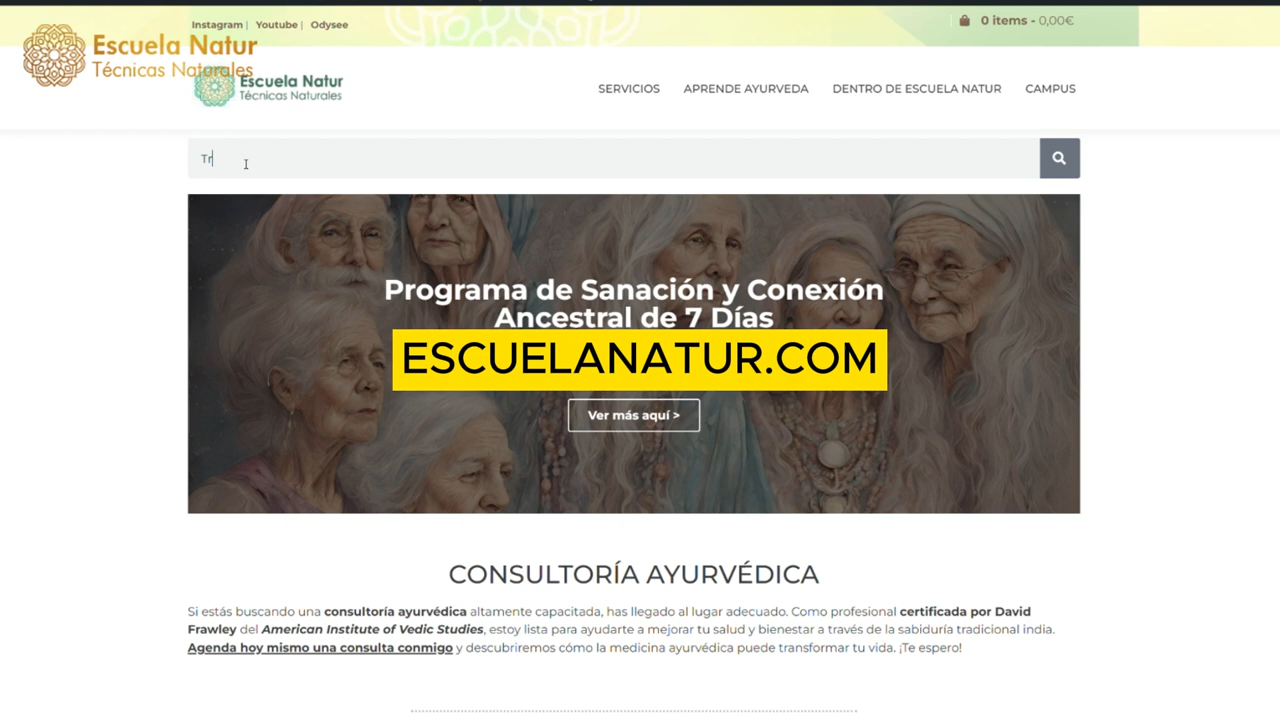 Instagram | Youtube | Odysee
0 items - 0,00€
Escuela Natur
Técnicas Naturales
Escuela Natur
Técnicas Naturales
SERVICIOS APRENDE AYURVEDA DENTRO DE ESCUELA NATUR CAMPUS
Tr
Programa de Sanación y Conexión
Ancestral de 7 Días
ESCUELANATUR.COM
Ver más aquí >
CONSULTORÍA AYURVÉDICA
Si estás buscando una consultoría ayurvédica altamente capacitada, has llegado al lugar adecuado. Como profesional certificada por David
Frawley del American Institute of Vedic Studies, estoy lista para ayudarte a mejorar tu salud y bienestar a través de la sabiduría tradicional india.
Agenda hoy mismo una consulta conmigo y descubriremos cómo la medicina ayurvédica puede transformar tu vida. ¡Te espero!